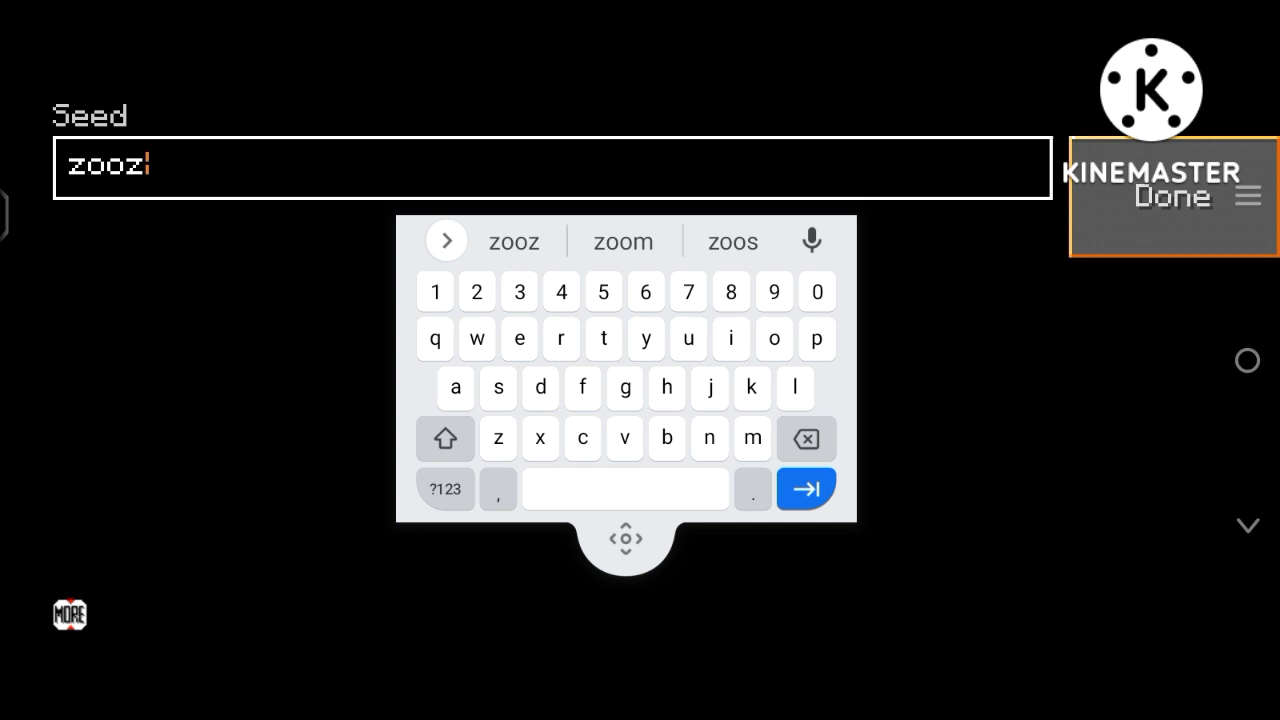 Seed
zooz
KINEMASTER
Done
zooz zoom zoos
1 2 3 4 5 6 7 8 9 0
q w e r t y u i o p
a s d f g h j k l
z x c v b n m
?123 , .
MORE